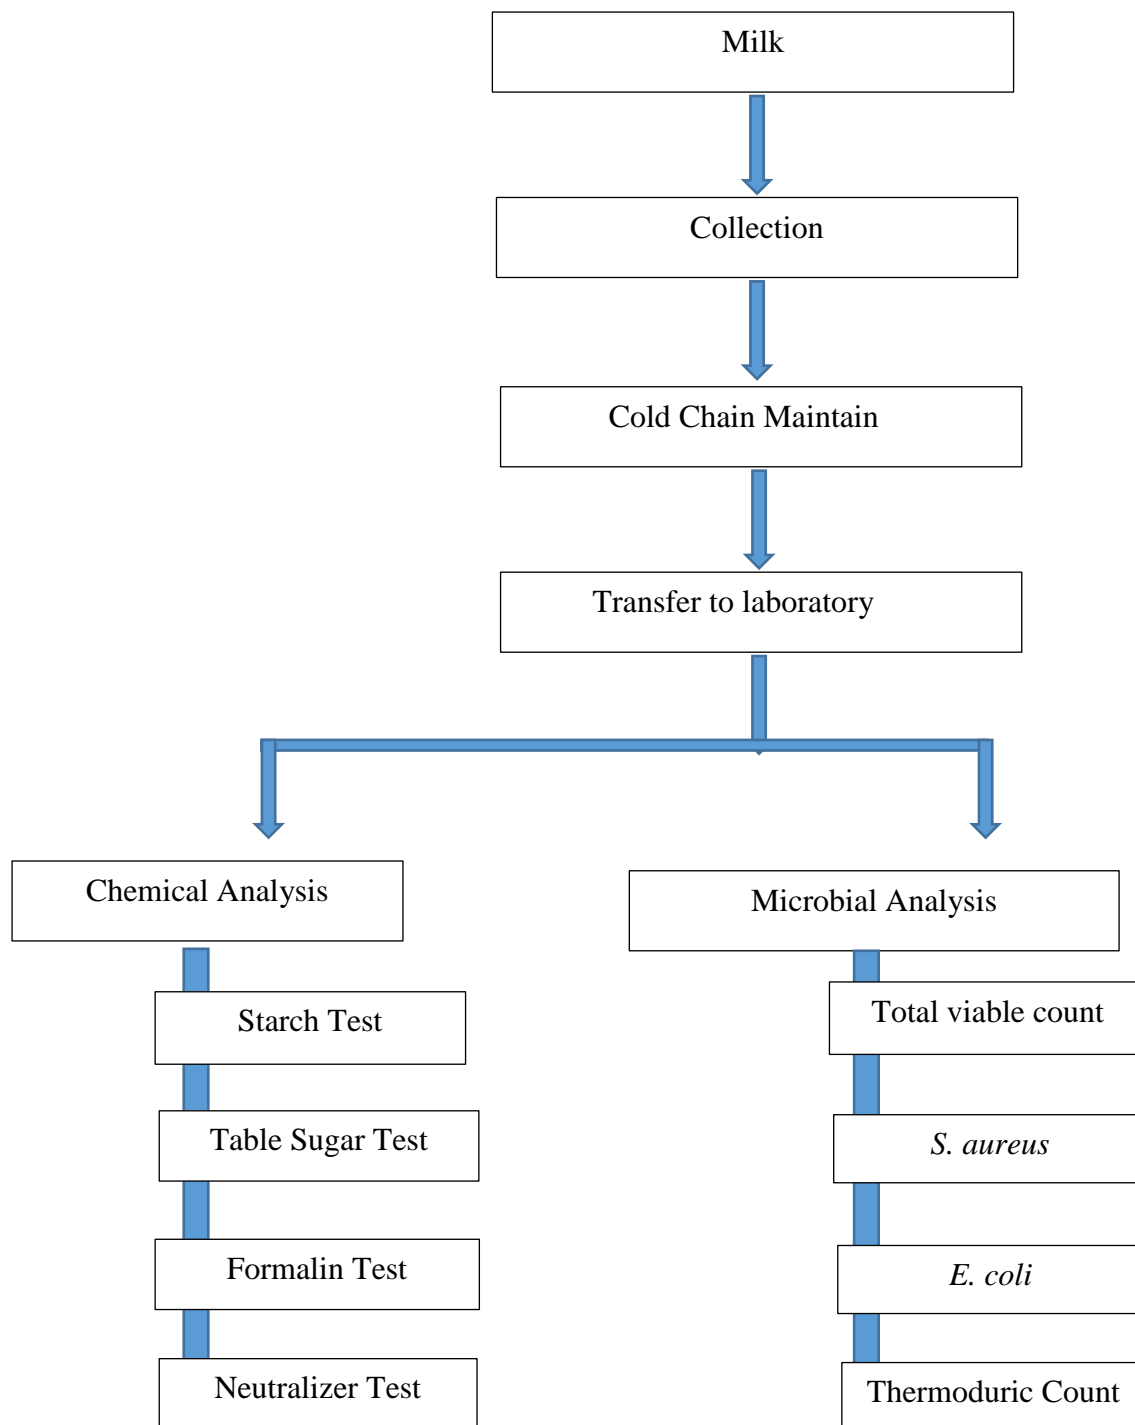 Milk
Collection
Cold Chain Maintain
Transfer to laboratory
Chemical Analysis
Starch Test
Table Sugar Test
Formalin Test
Neutralizer Test
Microbial Analysis
Total viable count
S. aureus
E. coli
Thermoduric Count